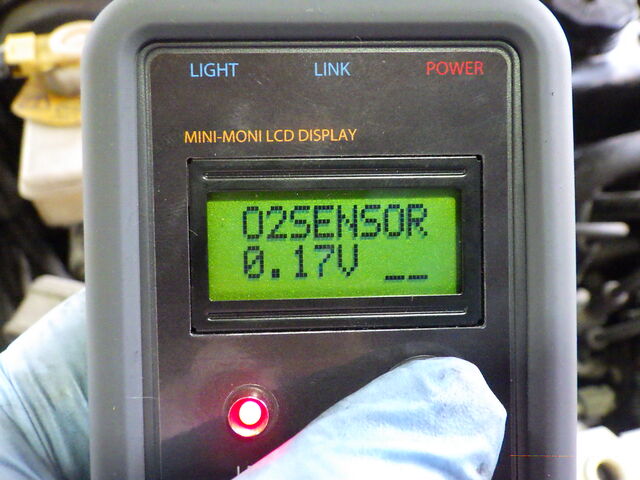 LIGHT LINK POWER
MINI-MONI LCD DISPLAY
O2SENSOR
0.17V __